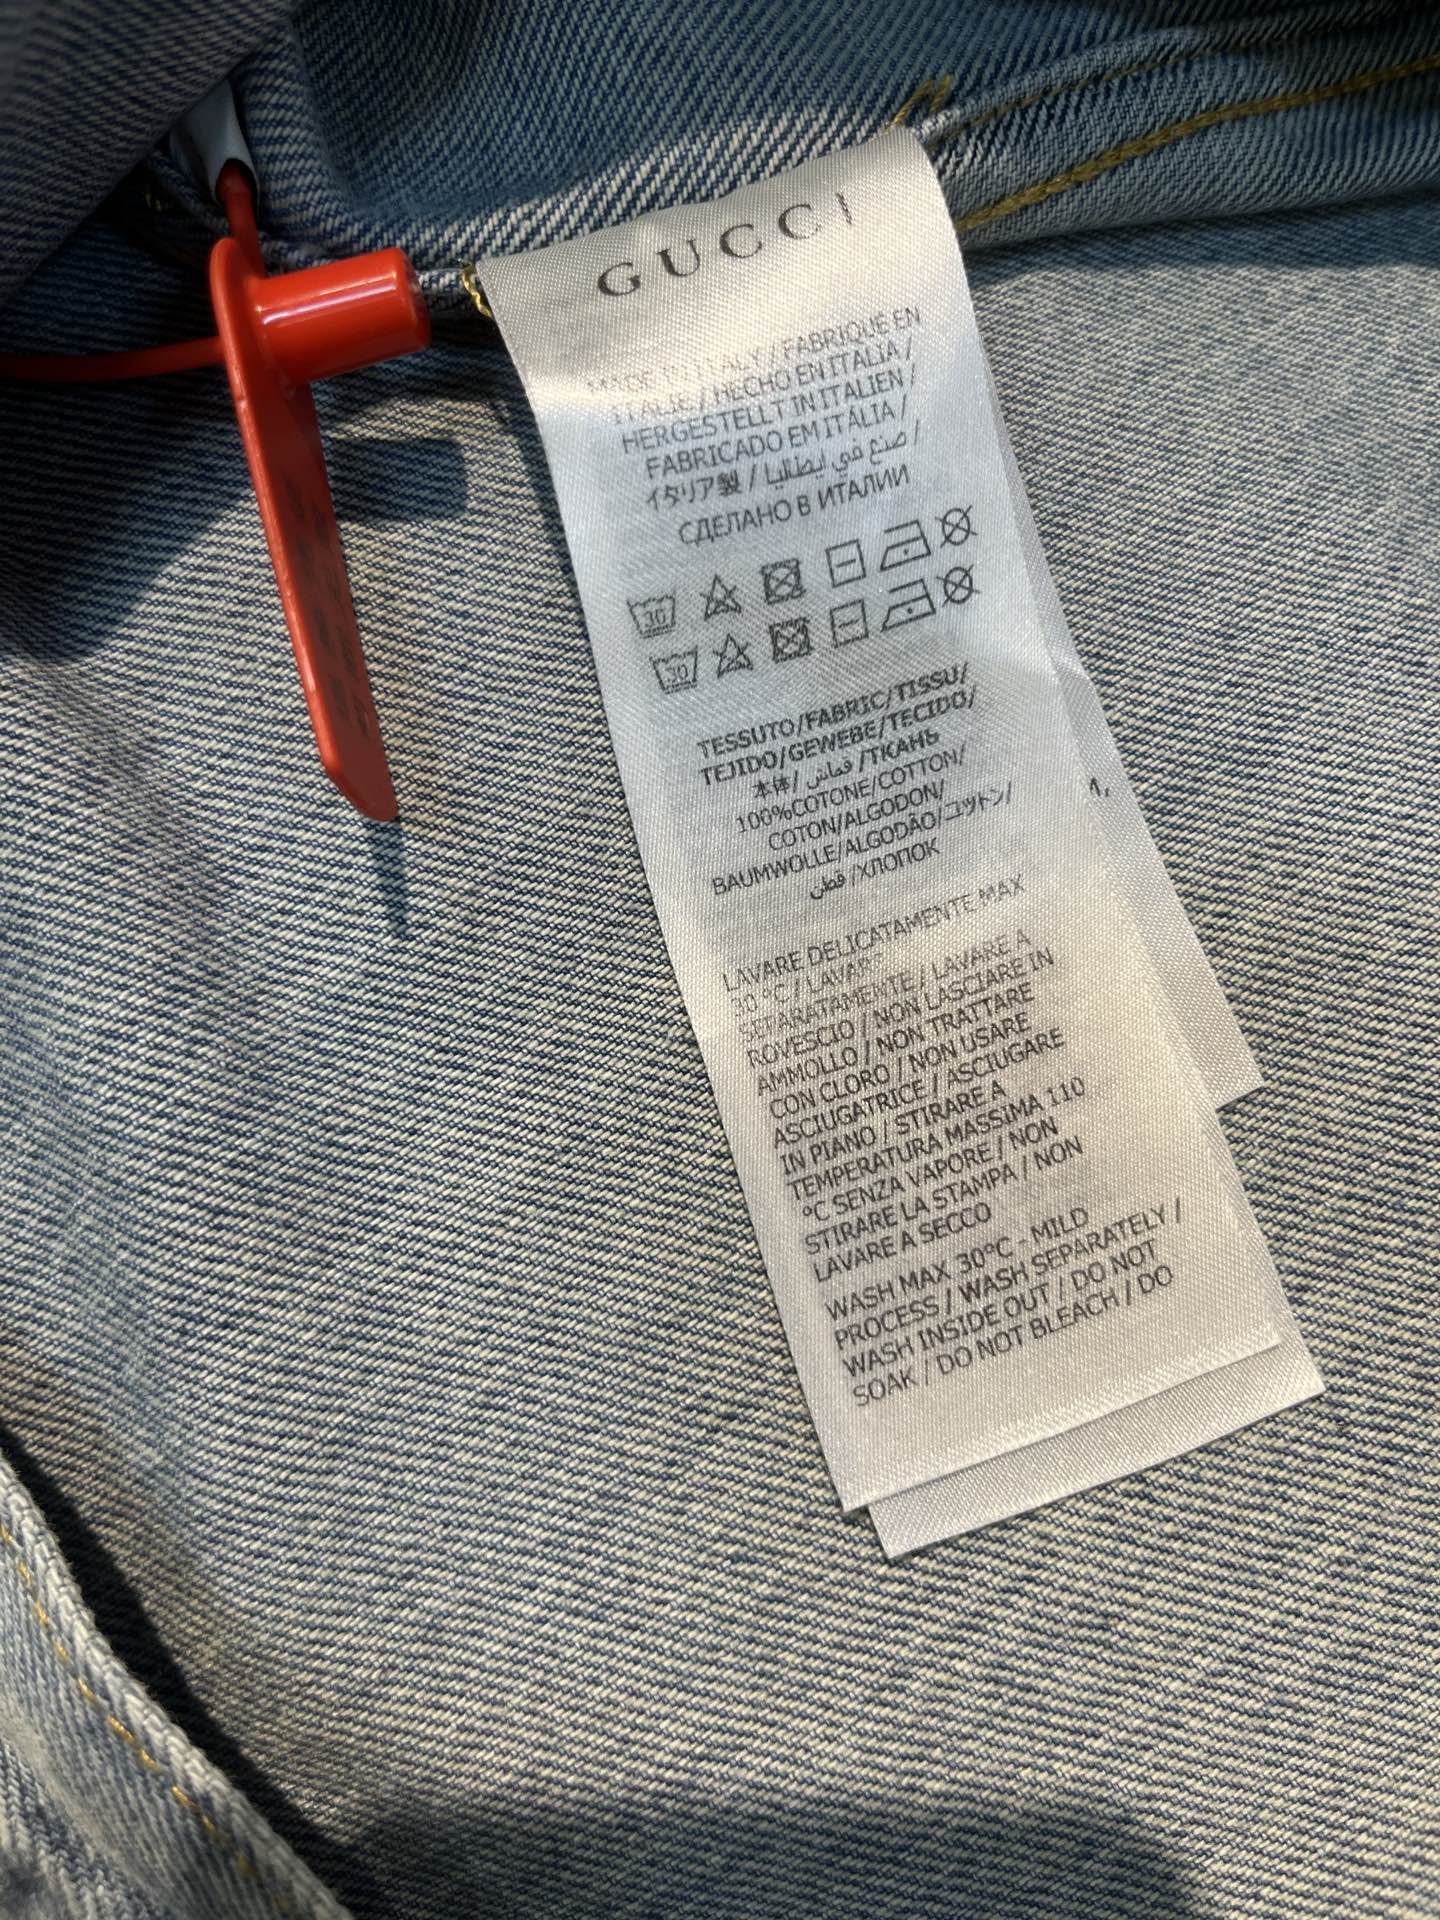 GUCCI
MADE IN ITALY / FABRIQUÉ EN
ITALIE / HECHO EN ITALIA /
HERGESTELLT IN ITALIEN /
FABRICADO EM ITÁLIA /
イタリア製 / صنع في ايطاليا /
СДЕЛАНО В ИТАЛИИ
30
30
TESSUTO/FABRIC/TISSU/
TEJIDO/GEWEBE/TECIDO/
本体/ قماش /ТКАНЬ
100%COTONE/COTTON/
COTON/ALGODON/
BAUMWOLLE/ALGODÃO/コットン/
قطن /ХЛОПОК
LAVARE DELICATAMENTE MAX
30 °C /
SEPARATAMENTE / LAVARE A
ROVESCIO / NON LASCIARE IN
AMMOLLO / NON TRATTARE
CON CLORO / NON USARE
ASCIUGATRICE / ASCIUGARE
IN PIANO / STIRARE A
TEMPERATURA MASSIMA 110
°C SENZA VAPORE / NON
STIRARE LA STAMPA / NON
LAVARE A SECCO
WASH MAX 30°C - MILD
PROCESS / WASH SEPARATELY /
WASH INSIDE OUT / DO NOT
SOAK / DO NOT BLEACH / DO